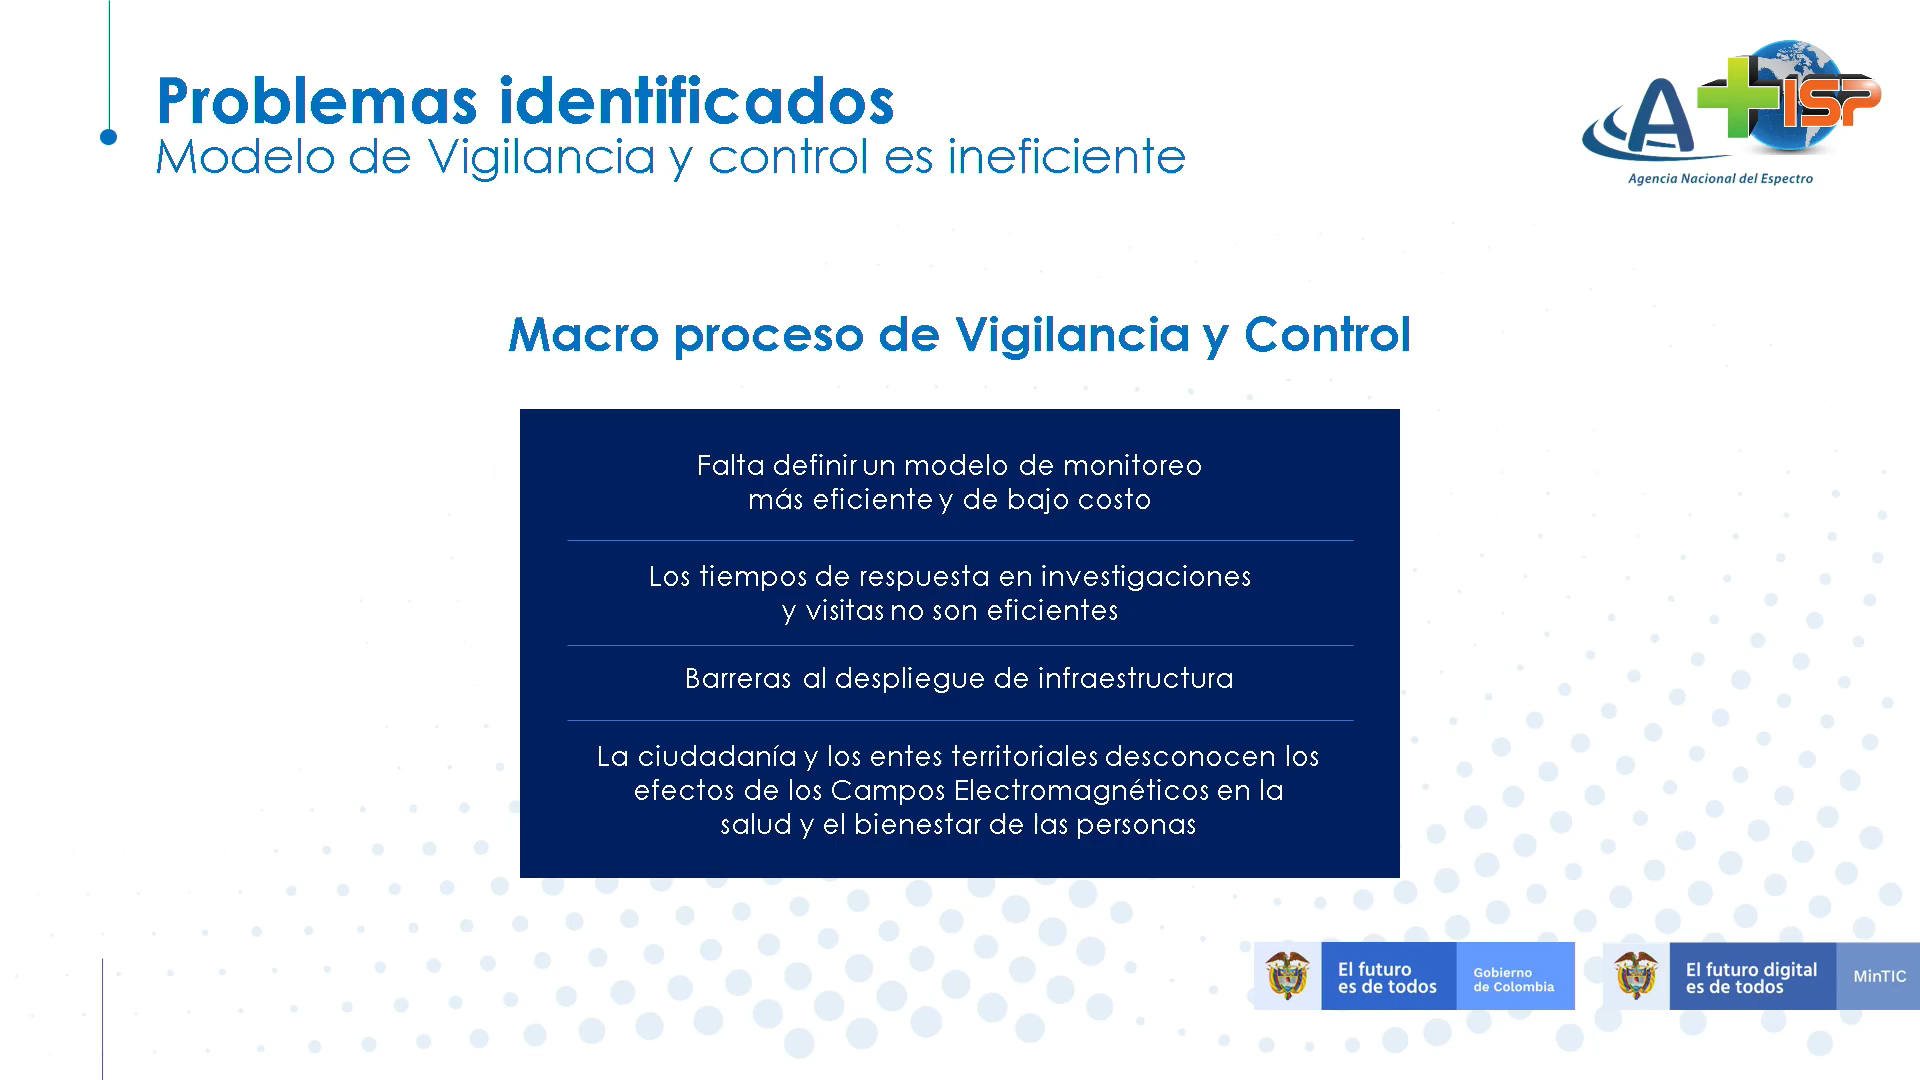 Problemas identificados
Modelo de Vigilancia y control es ineficiente
A+ISP
Agencia Nacional del Espectro
Macro proceso de Vigilancia y Control
Falta definir un modelo de monitoreo
más eficiente y de bajo costo
Los tiempos de respuesta en investigaciones
y visitas no son eficientes
Barreras al despliegue de infraestructura
La ciudadanía y los entes territoriales desconocen los
efectos de los Campos Electromagnéticos en la
salud y el bienestar de las personas
El futuro
es de todos
Gobierno
de Colombia
El futuro digital
es de todos
MinTIC